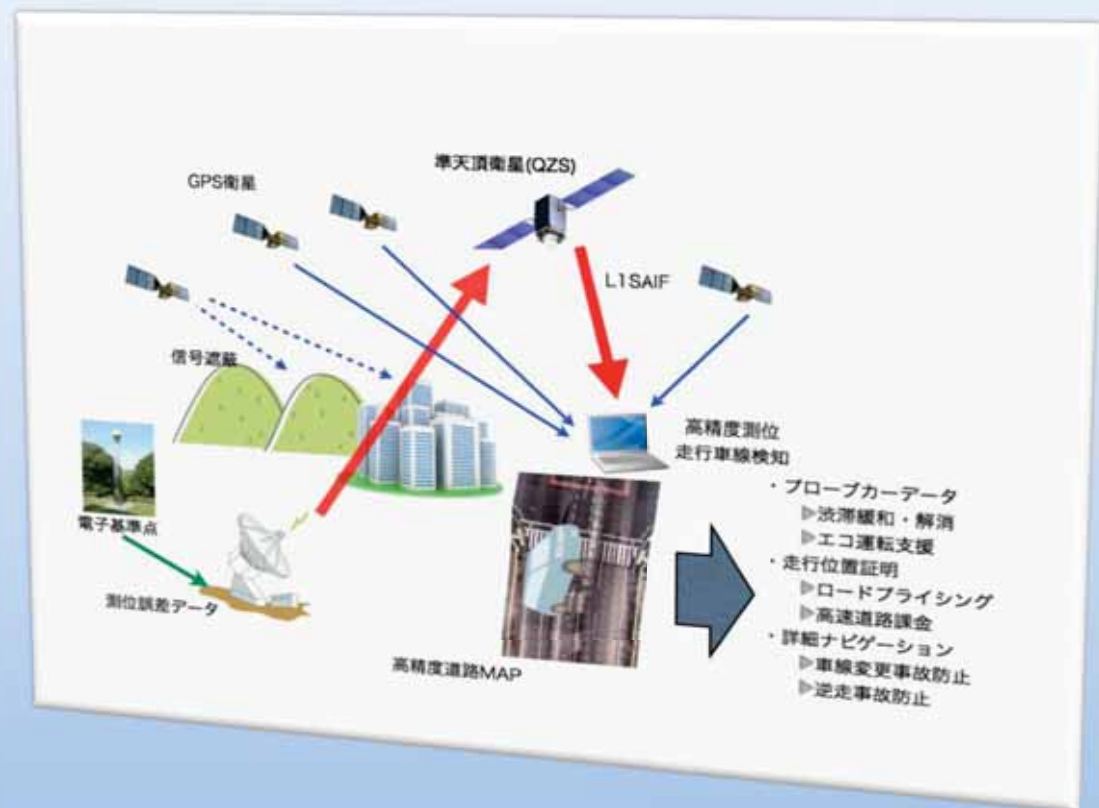 準天頂衛星(QZS)
GPS衛星
L1SAIF
信号遮蔽
高精度測位
走行車線検知
電子基準点
測位誤差データ
高精度道路MAP
・プローブカーデータ
▶渋滞緩和・解消
▶エコ運転支援
・走行位置証明
▶ロードプライシング
▶高速道路課金
・詳細ナビゲーション
▶車線変更事故防止
▶逆走事故防止